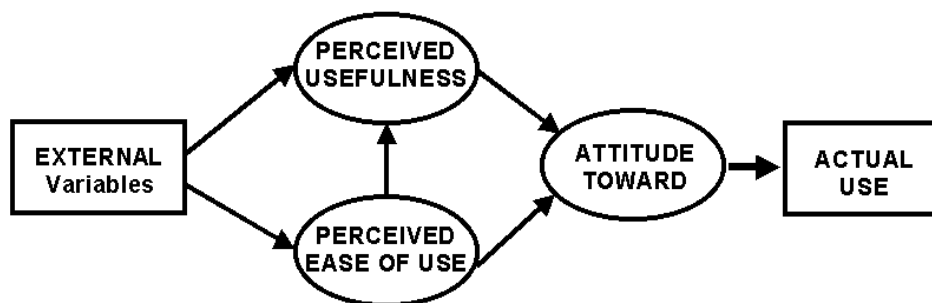 EXTERNAL
Variables
PERCEIVED
USEFULNESS
PERCEIVED
EASE OF USE
ATTITUDE
TOWARD
ACTUAL
USE